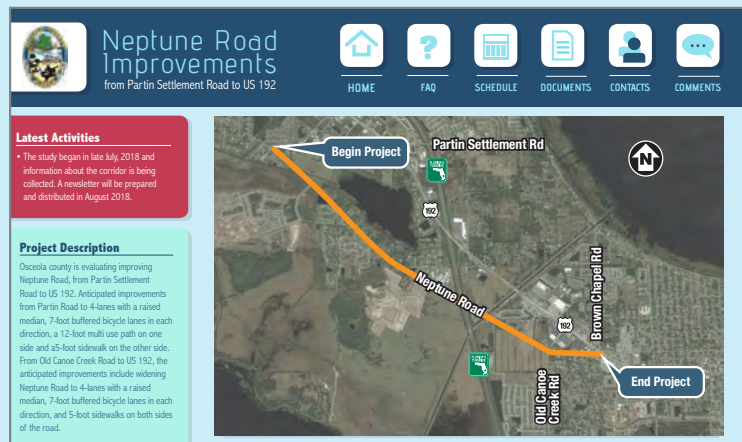 Neptune Road
Improvements
from Partin Settlement Road to US 192
HOME
FAQ
SCHEDULE
DOCUMENTS
CONTACTS
COMMENTS
Latest Activities
• The study began in late July, 2018 and
information about the corridor is being
collected. A newsletter will be prepared
and distributed in August 2018.
Project Description
Osceola county is evaluating improving
Neptune Road, from Partin Settlement
Road to US 192. Anticipated improvements
from Partin Road to 4-lanes with a raised
median, 7-foot buffered bicycle lanes in each
direction, a 12-foot multi use path on one
side and a5-foot sidewalk on the other side.
From Old Canoe Creek Road to US 192, the
anticipated improvements include widening
Neptune Road to 4-lanes with a raised
median, 7-foot buffered bicycle lanes in each
direction, and 5-foot sidewalks on both sides
of the road.
Begin Project
Partin Settlement Rd
N
192
Neptune Road
192
Brown Chapel Rd
Old Canoe
Creek Rd
End Project